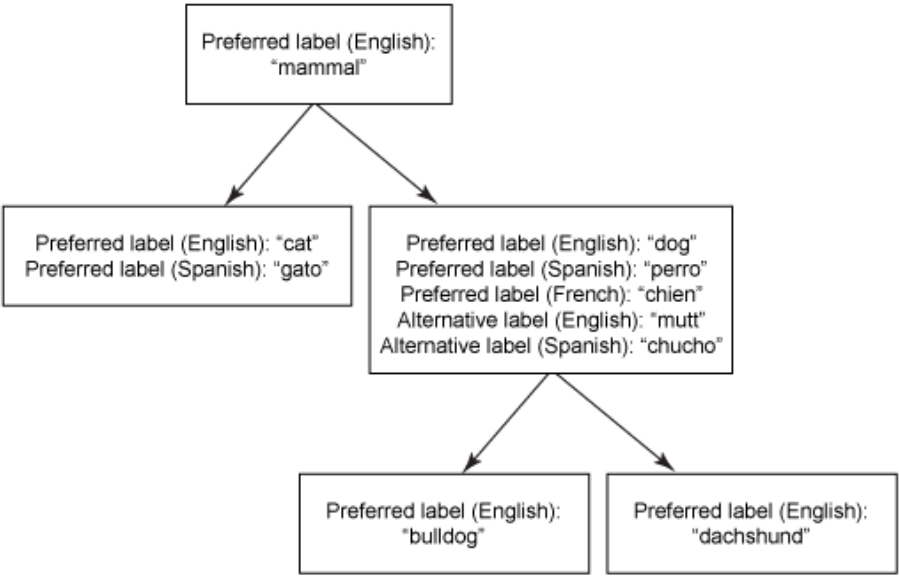 Preferred label (English):
“mammal”
Preferred label (English): “cat”
Preferred label (Spanish): “gato”
Preferred label (English): “dog”
Preferred label (Spanish): “perro”
Preferred label (French): “chien”
Alternative label (English): “mutt”
Alternative label (Spanish): “chucho”
Preferred label (English):
“bulldog”
Preferred label (English):
“dachshund”